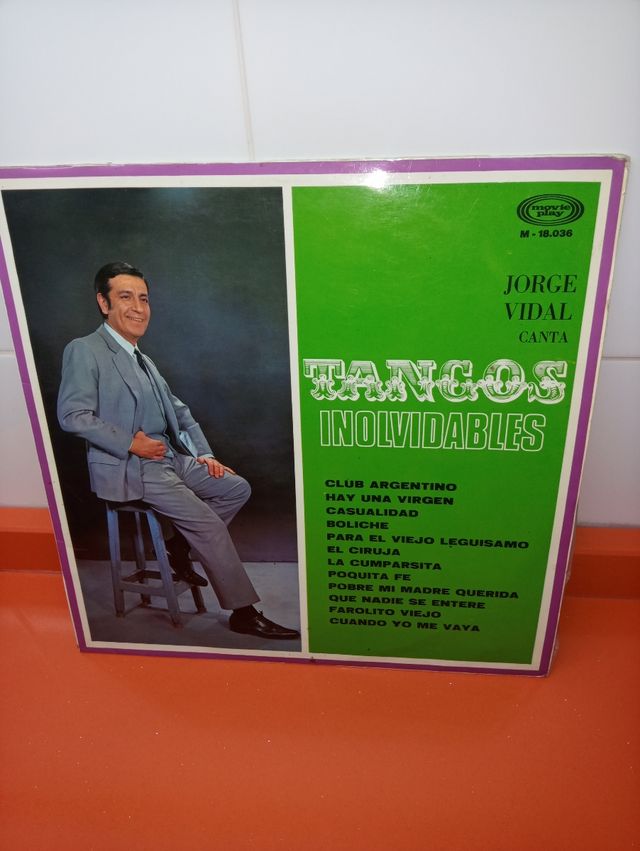 movie
play
M - 18.036
JORGE
VIDAL
CANTA
TANGOS
INOLVIDABLES
CLUB ARGENTINO
HAY UNA VIRGEN
CASUALIDAD
BOLICHE
PARA EL VIEJO LEGUISAMO
EL CIRUJA
LA CUMPARSITA
POQUITA FE
POBRE MI MADRE QUERIDA
QUE NADIE SE ENTERE
FAROLITO VIEJO
CUANDO YO ME VAYA